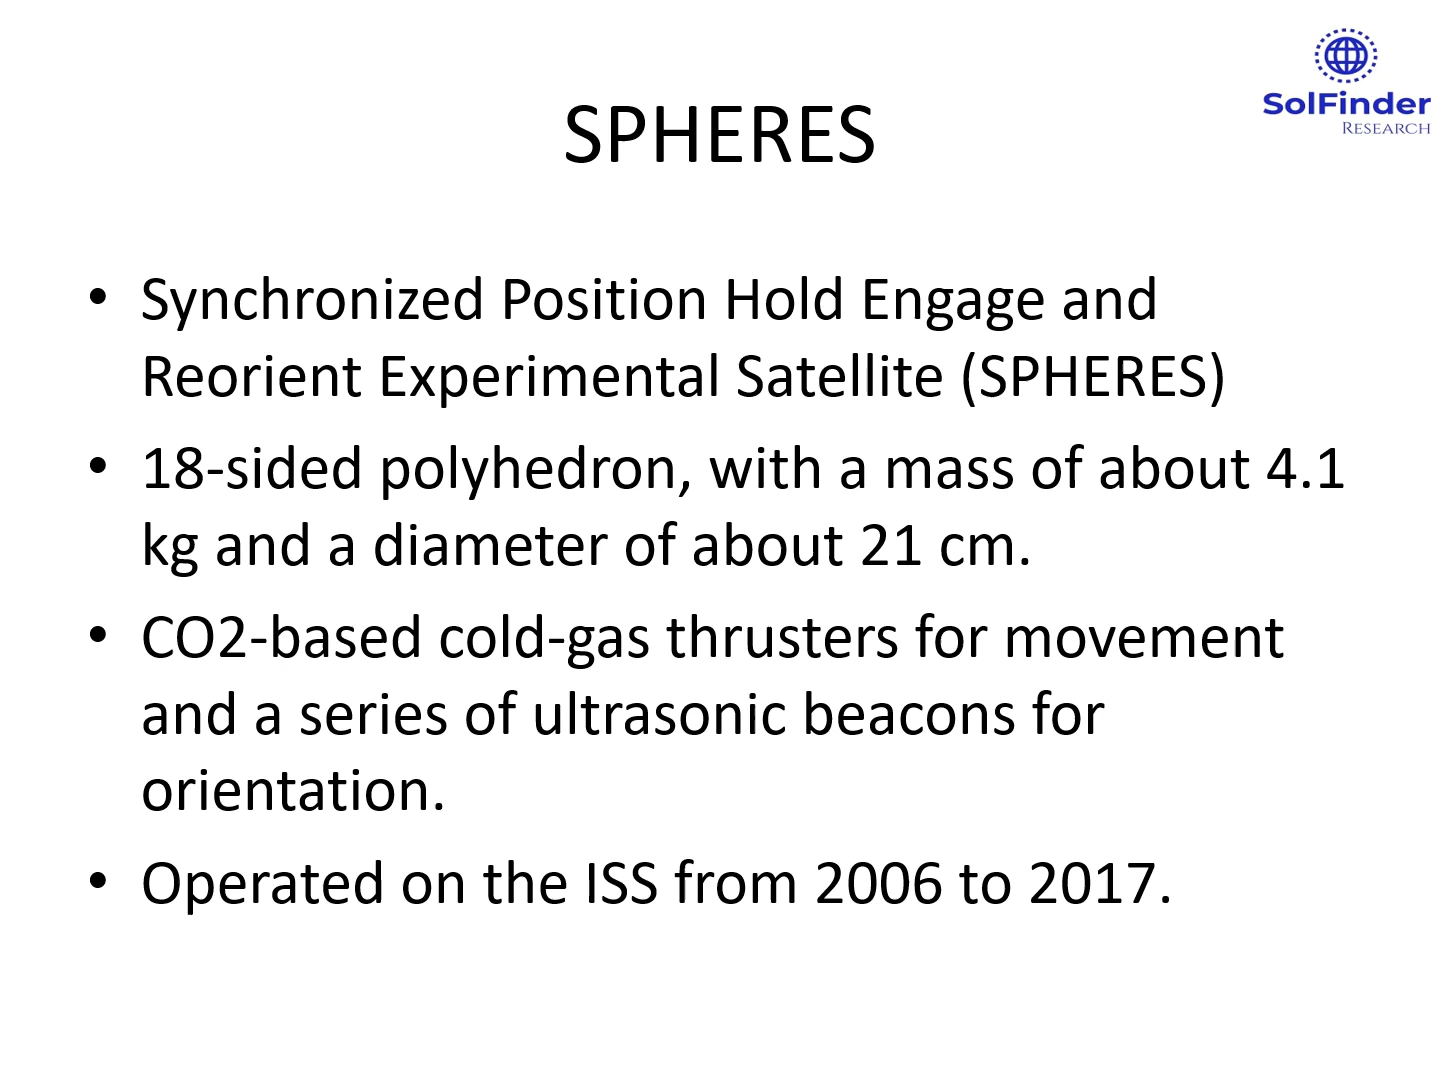 SolFinder
RESEARCH
SPHERES
• Synchronized Position Hold Engage and
Reorient Experimental Satellite (SPHERES)
• 18-sided polyhedron, with a mass of about 4.1
kg and a diameter of about 21 cm.
• CO2-based cold-gas thrusters for movement
and a series of ultrasonic beacons for
orientation.
• Operated on the ISS from 2006 to 2017.